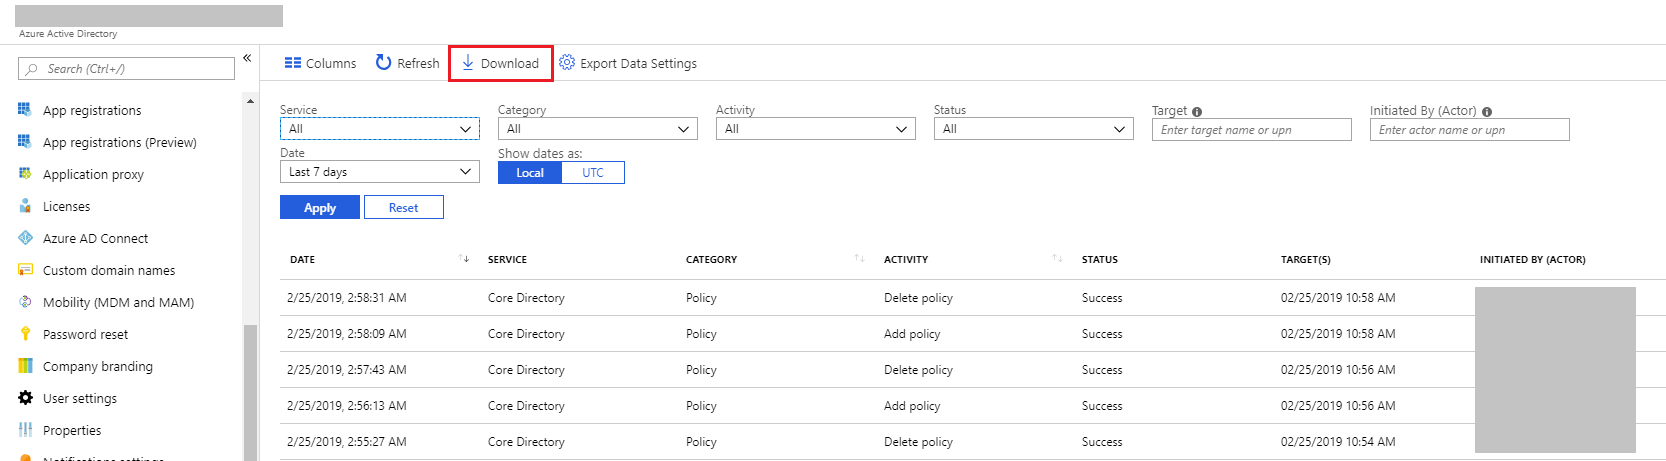 Azure Active Directory
Search (Ctrl+/)
«
App registrations
App registrations (Preview)
Application proxy
Licenses
Azure AD Connect
Custom domain names
Mobility (MDM and MAM)
Password reset
Company branding
User settings
Properties
Notifications settings
Columns Refresh Download Export Data Settings
Service Category Activity Status Target Initiated By (Actor)
All All All All Enter target name or upn Enter actor name or upn
Date Show dates as:
Last 7 days Local UTC
Apply Reset
DATE SERVICE CATEGORY ACTIVITY STATUS TARGET(S) INITIATED BY (ACTOR)
2/25/2019, 2:58:31 AM Core Directory Policy Delete policy Success 02/25/2019 10:58 AM
2/25/2019, 2:58:09 AM Core Directory Policy Add policy Success 02/25/2019 10:58 AM
2/25/2019, 2:57:43 AM Core Directory Policy Delete policy Success 02/25/2019 10:56 AM
2/25/2019, 2:56:13 AM Core Directory Policy Add policy Success 02/25/2019 10:56 AM
2/25/2019, 2:55:27 AM Core Directory Policy Delete policy Success 02/25/2019 10:54 AM